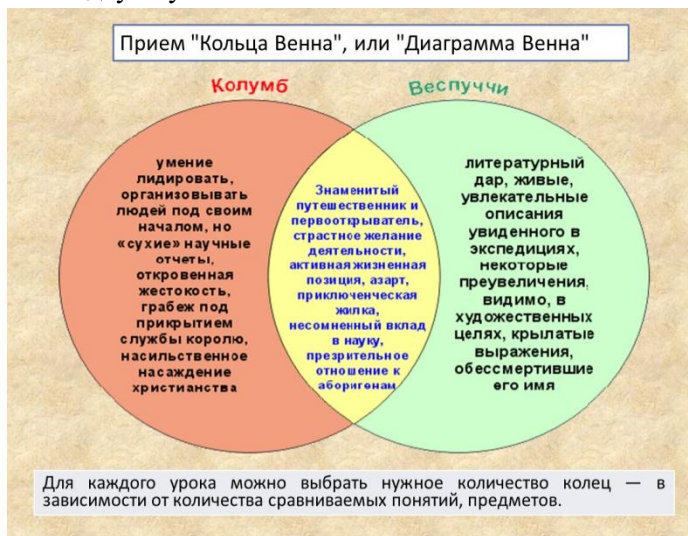 Прием "Кольца Венна", или "Диаграмма Венна"
Колумб
Веспуччи
умение
лидировать,
организовывать
людей под своим
началом, но
«сухие» научные
отчеты,
откровенная
жестокость,
грабеж под
прикрытием
службы королю,
насильственное
насаждение
христианства
Знаменитый
путешественник и
первооткрыватель,
страстное желание
деятельности,
активная жизненная
позиция, азарт,
приключенческая
жилка,
несомненный вклад
в науку,
презрительное
отношение к
аборигенам
литературный
дар, живые,
увлекательные
описания
увиденного в
экспедициях,
некоторые
преувеличения,
видимо, в
художественных
целях, крылатые
выражения,
обессмертившие
его имя
Для каждого урока можно выбрать нужное количество колец — в
зависимости от количества сравниваемых понятий, предметов.